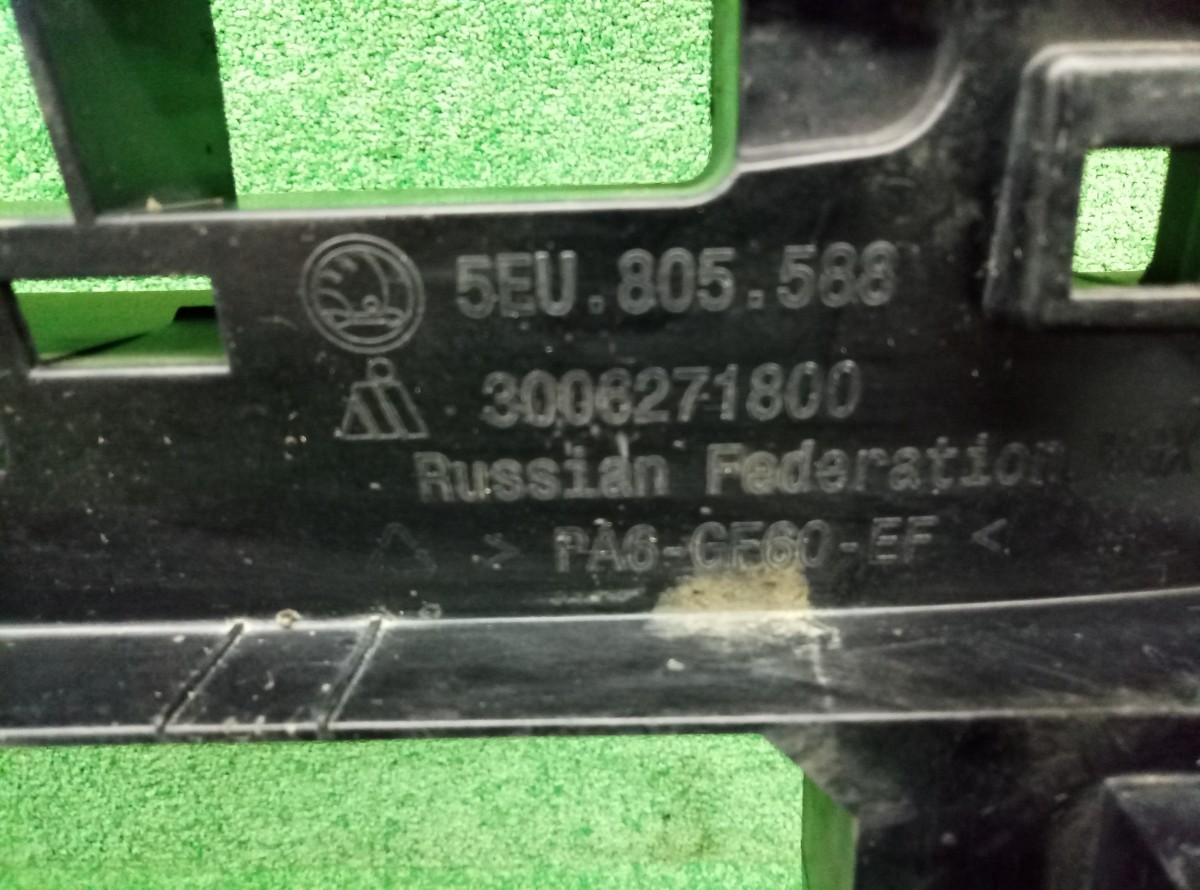 5EU.805.588
3006271800
Russian Federation
> PA6-GF60-EF <